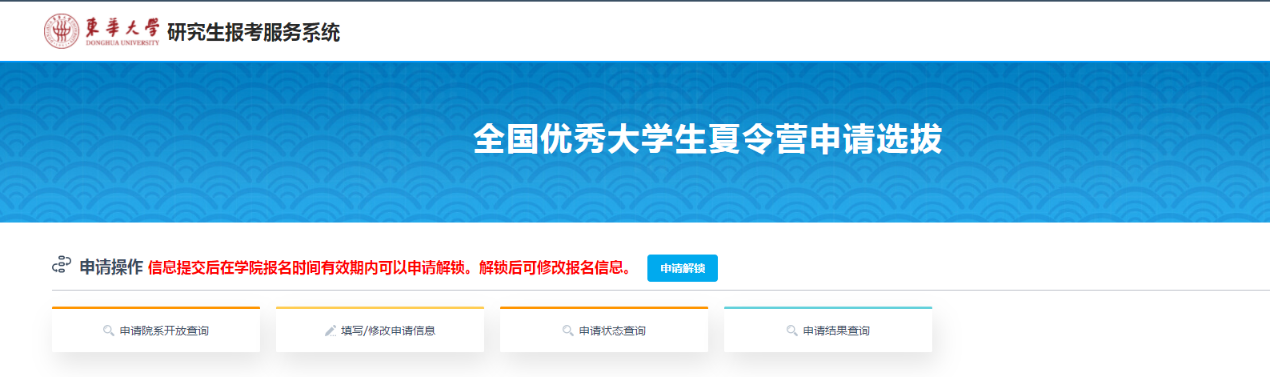 東華大學 研究生报考服务系统
DONGHUA UNIVERSITY
全国优秀大学生夏令营申请选拔
申请操作 信息提交后在学院报名时间有效期内可以申请解锁。解锁后可修改报名信息。 申请解锁
申请院系开放查询 填写/修改申请信息 申请状态查询 申请结果查询